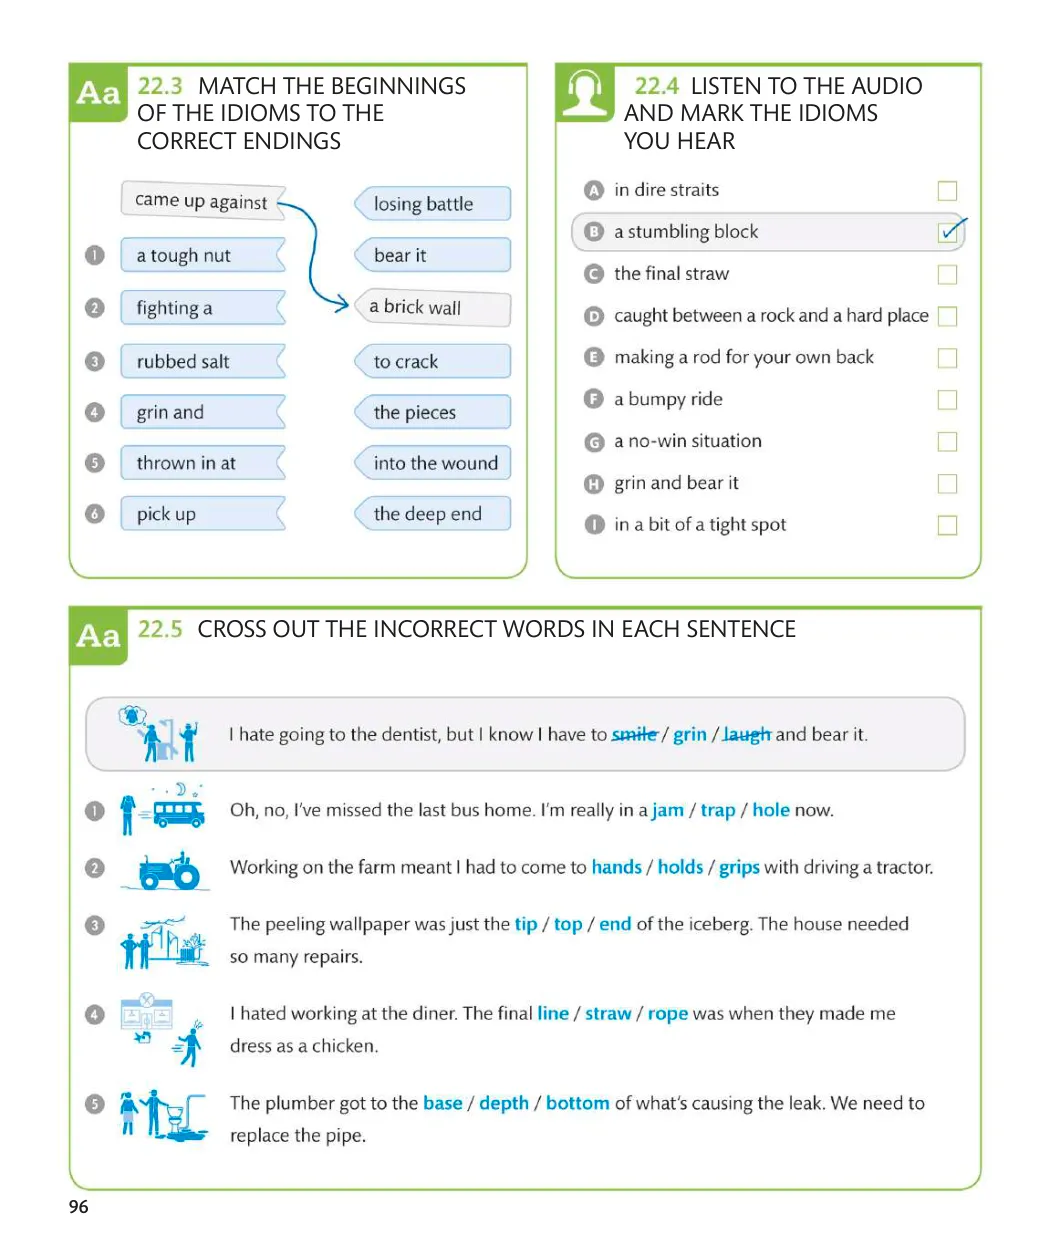 Aa
22.3 MATCH THE BEGINNINGS
OF THE IDIOMS TO THE
CORRECT ENDINGS
came up against
losing battle
1 a tough nut
bear it
2 fighting a
a brick wall
3 rubbed salt
to crack
4 grin and
the pieces
5 thrown in at
into the wound
6 pick up
the deep end
22.4 LISTEN TO THE AUDIO
AND MARK THE IDIOMS
YOU HEAR
A in dire straits
B a stumbling block
C the final straw
D caught between a rock and a hard place
E making a rod for your own back
F a bumpy ride
G a no-win situation
H grin and bear it
I in a bit of a tight spot
Aa
22.5 CROSS OUT THE INCORRECT WORDS IN EACH SENTENCE
I hate going to the dentist, but I know I have to smile / grin / laugh and bear it.
1 Oh, no, I've missed the last bus home. I'm really in a jam / trap / hole now.
2 Working on the farm meant I had to come to hands / holds / grips with driving a tractor.
3 The peeling wallpaper was just the tip / top / end of the iceberg. The house needed
so many repairs.
4 I hated working at the diner. The final line / straw / rope was when they made me
dress as a chicken.
5 The plumber got to the base / depth / bottom of what's causing the leak. We need to
replace the pipe.
96